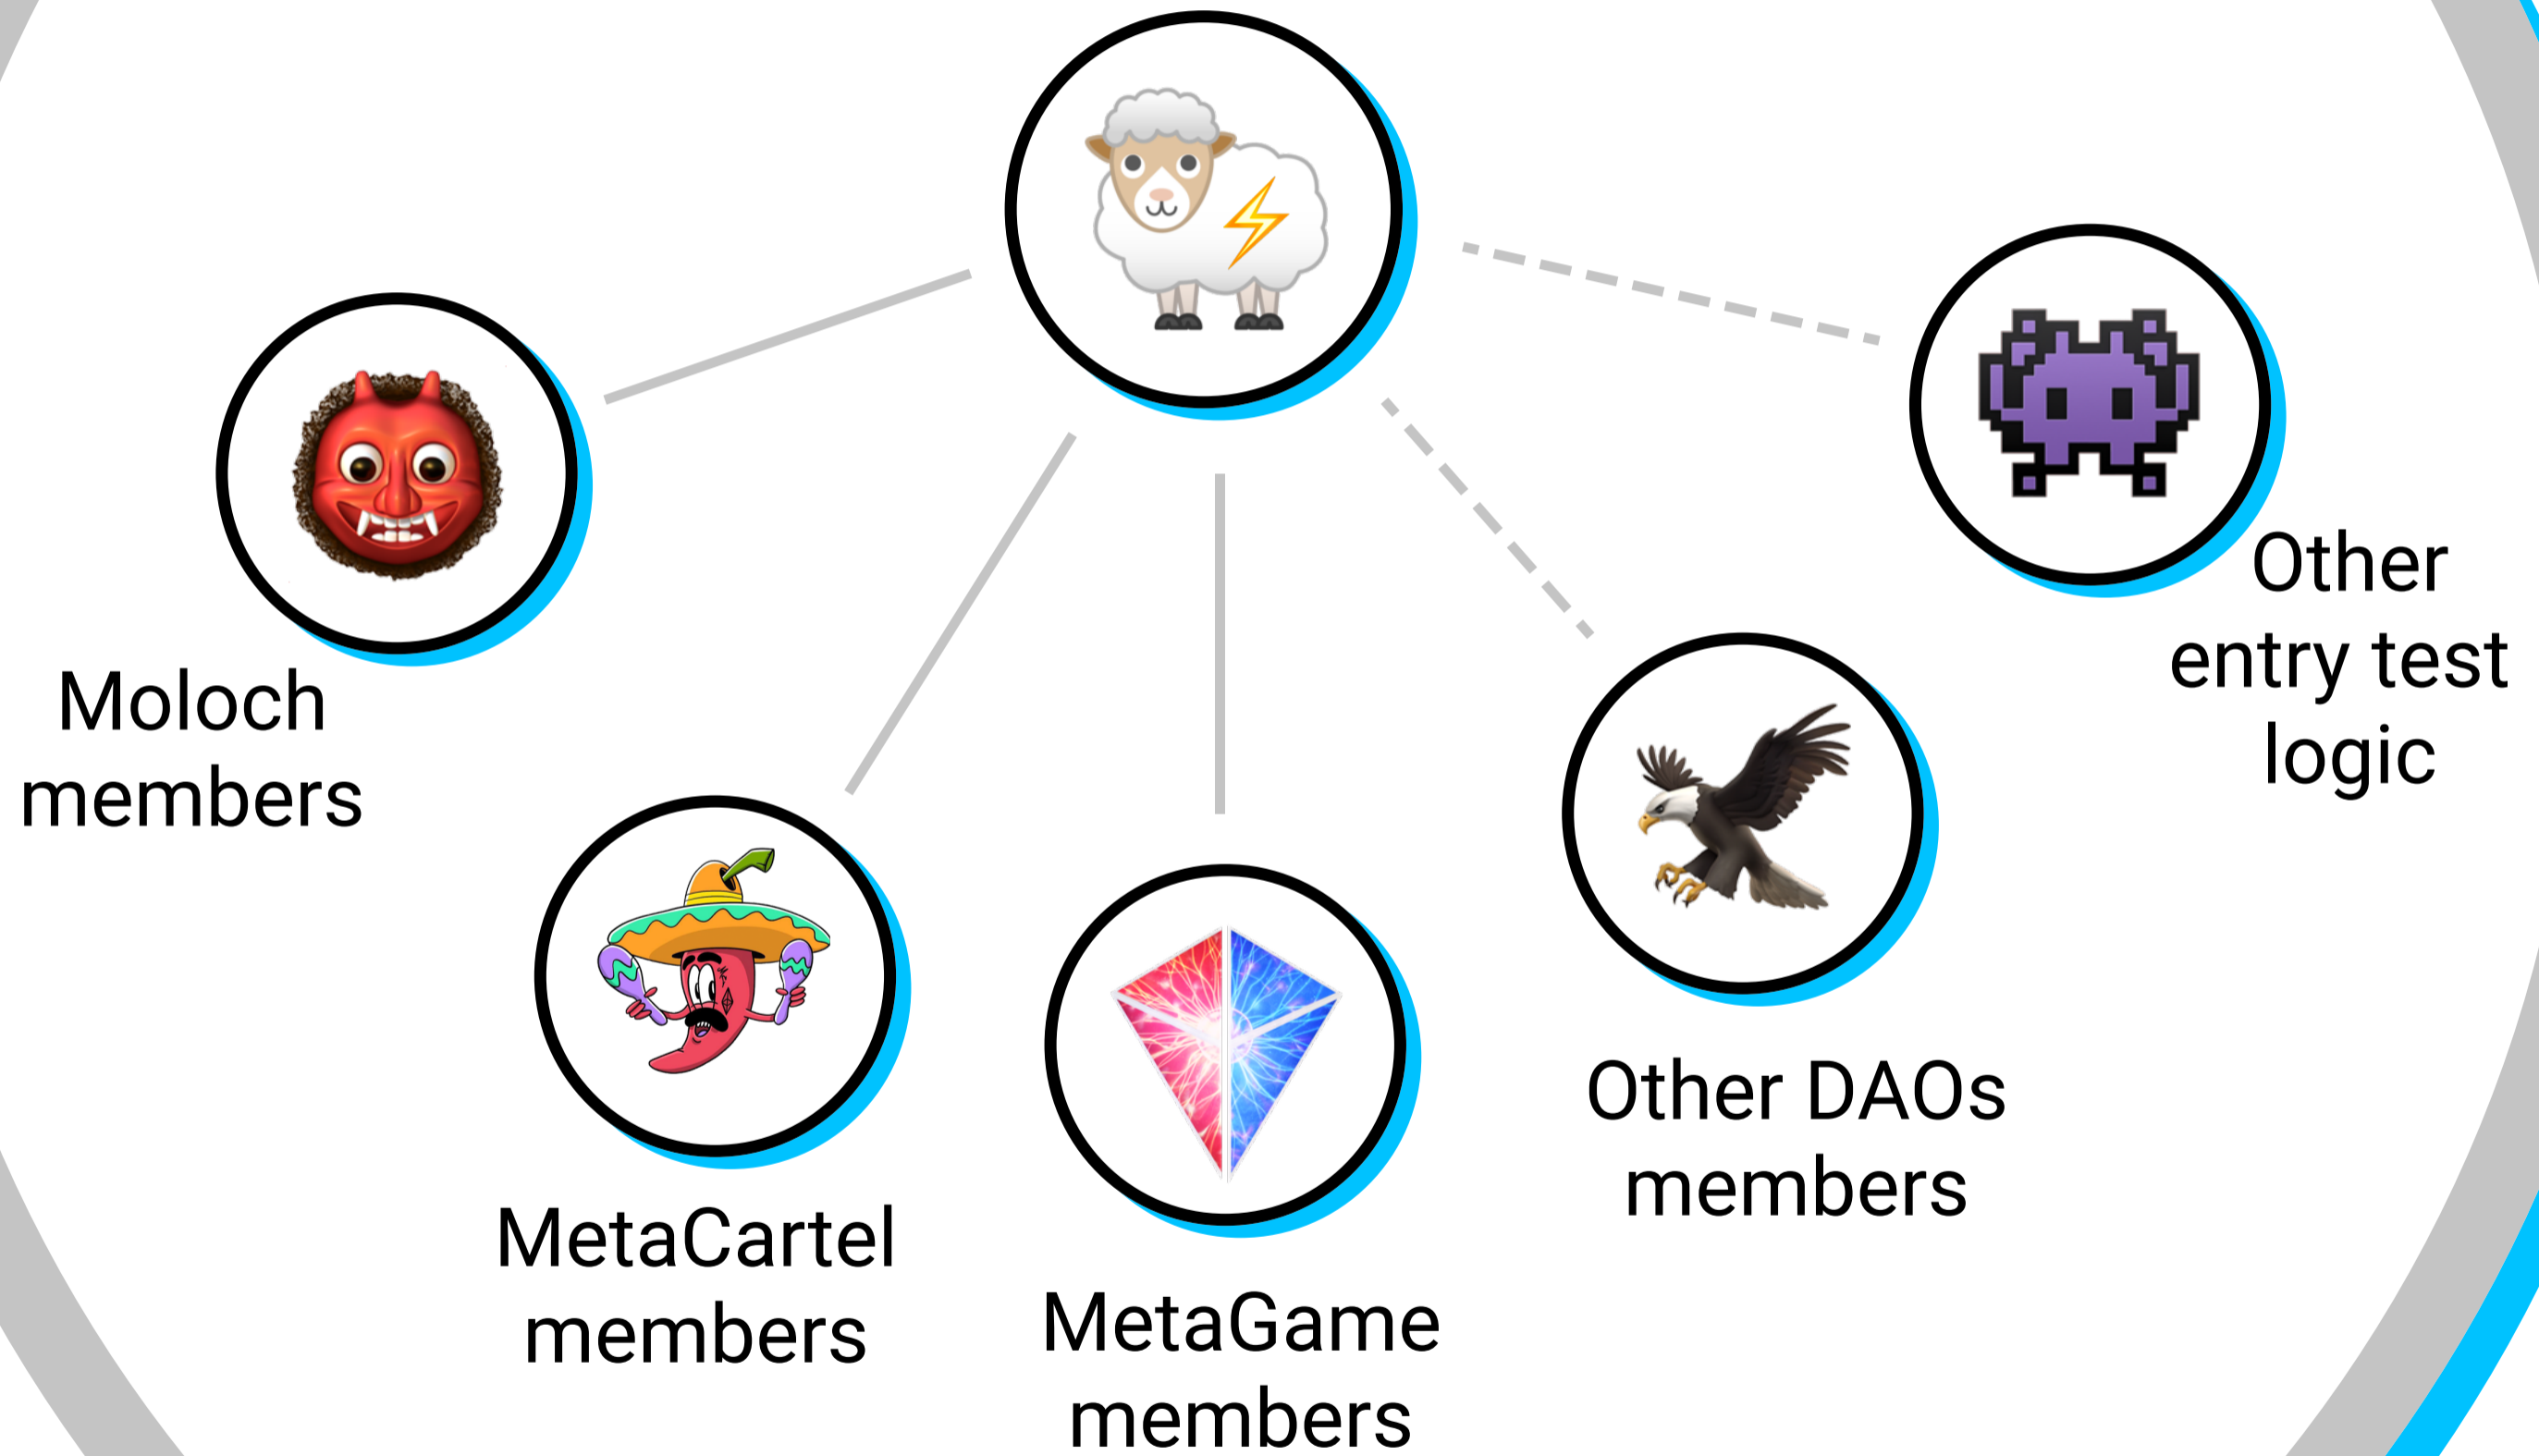 Moloch
members
MetaCartel
members
MetaGame
members
Other DAOs
members
Other
entry test
logic